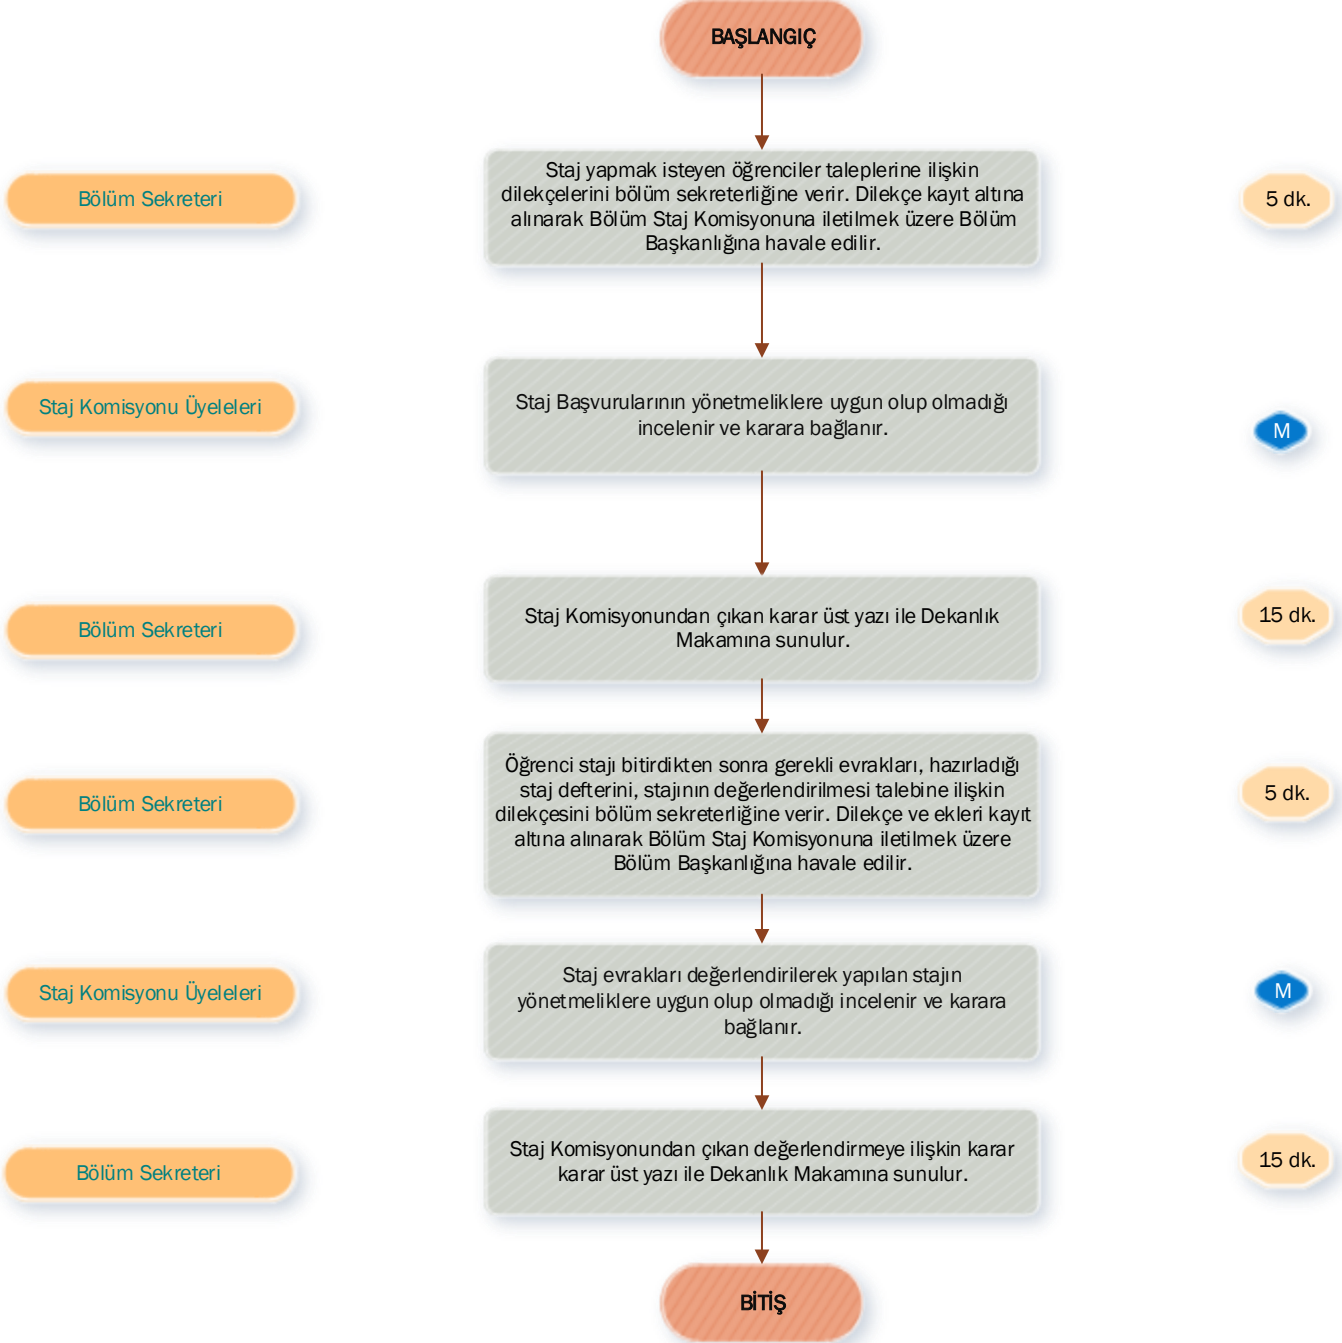 BAŞLANGIÇ
Bölüm Sekreteri
Staj yapmak isteyen öğrenciler taleplerine ilişkin
dilekçelerini bölüm sekreterliğine verir. Dilekçe kayıt altına
alınarak Bölüm Staj Komisyonuna iletilmek üzere Bölüm
Başkanlığına havale edilir.
5 dk.
Staj Komisyonu Üyeleleri
Staj Başvurularının yönetmeliklere uygun olup olmadığı
incelenir ve karara bağlanır.
M
Bölüm Sekreteri
Staj Komisyonundan çıkan karar üst yazı ile Dekanlık
Makamına sunulur.
15 dk.
Bölüm Sekreteri
Öğrenci stajı bitirdikten sonra gerekli evrakları, hazırladığı
staj defterini, stajının değerlendirilmesi talebine ilişkin
dilekçesini bölüm sekreterliğine verir. Dilekçe ve ekleri kayıt
altına alınarak Bölüm Staj Komisyonuna iletilmek üzere
Bölüm Başkanlığına havale edilir.
5 dk.
Staj Komisyonu Üyeleleri
Staj evrakları değerlendirilerek yapılan stajın
yönetmeliklere uygun olup olmadığı incelenir ve karara
bağlanır.
M
Bölüm Sekreteri
Staj Komisyonundan çıkan değerlendirmeye ilişkin karar
karar üst yazı ile Dekanlık Makamına sunulur.
15 dk.
BİTİŞ